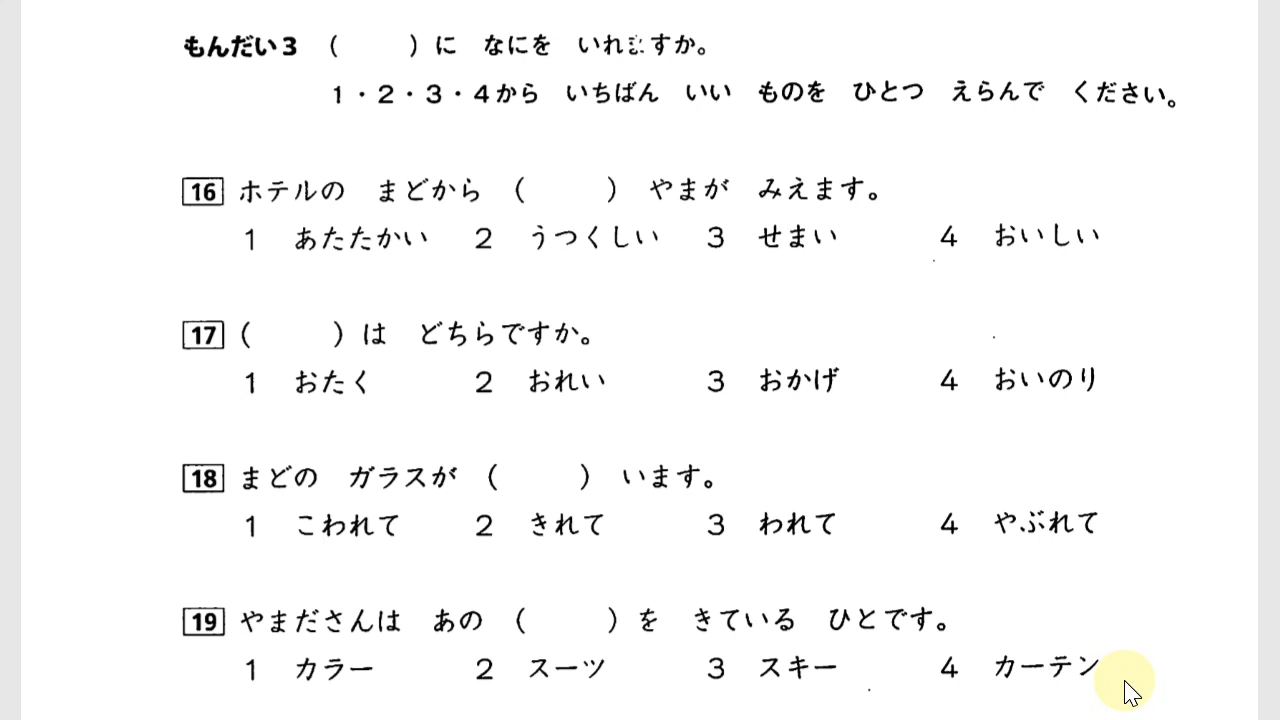 もんだい3　（　　）に　なにを　いれますか。
1・2・3・4から　いちばん　いい　ものを　ひとつ　えらんで　ください。
16 ホテルの　まどから　（　　）　やまが　みえます。
1　あたたかい　2　うつくしい　3　せまい　4　おいしい
17 （　　）は　どちらですか。
1　おたく　2　おれい　3　おかげ　4　おいのり
18 まどの　ガラスが　（　　）　います。
1　こわれて　2　きれて　3　われて　4　やぶれて
19 やまださんは　あの　（　　）を　きている　ひとです。
1　カラー　2　スーツ　3　スキー　4　カーテン